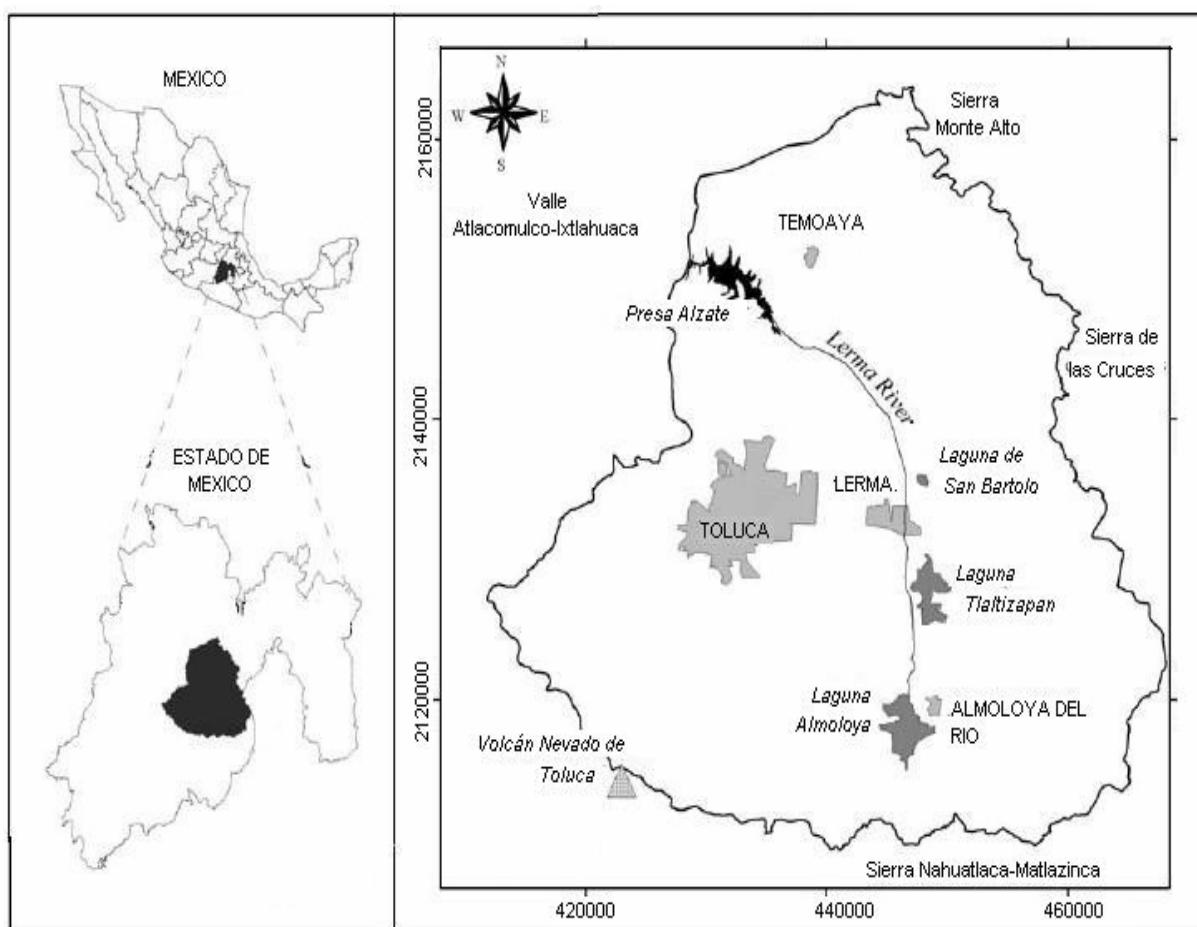 MEXICO
ESTADO DE
MEXICO
N
W
E
S
Sierra
Monte Alto
Valle
Atlacomulco-Ixtlahuaca
TEMOAYA
Presa Alzate
Lerma River
Sierra de
las Cruces
Laguna de
San Bartolo
LERMA.
TOLUCA
Laguna
Tlaltizapan
Laguna
Almoloya
ALMOLOYA DEL
RIO
Volcán Nevado de
Toluca
Sierra Nahuatlaca-Matlazinca
2160000
2140000
2120000
420000
440000
460000